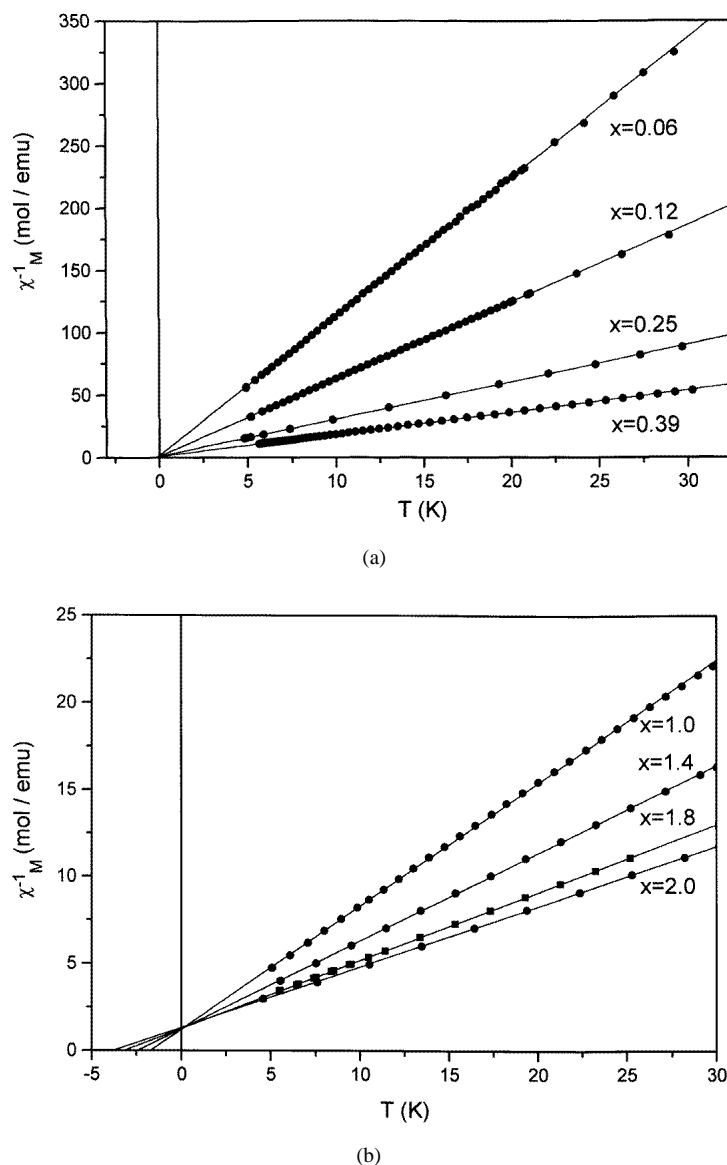 350
300
250
200
150
100
50
0
χ⁻¹M (mol / emu)
x=0.06
x=0.12
x=0.25
x=0.39
0 5 10 15 20 25 30
T (K)
(a)
25
20
15
10
5
0
χ⁻¹M (mol / emu)
x=1.0
x=1.4
x=1.8
x=2.0
-5 0 5 10 15 20 25 30
T (K)
(b)